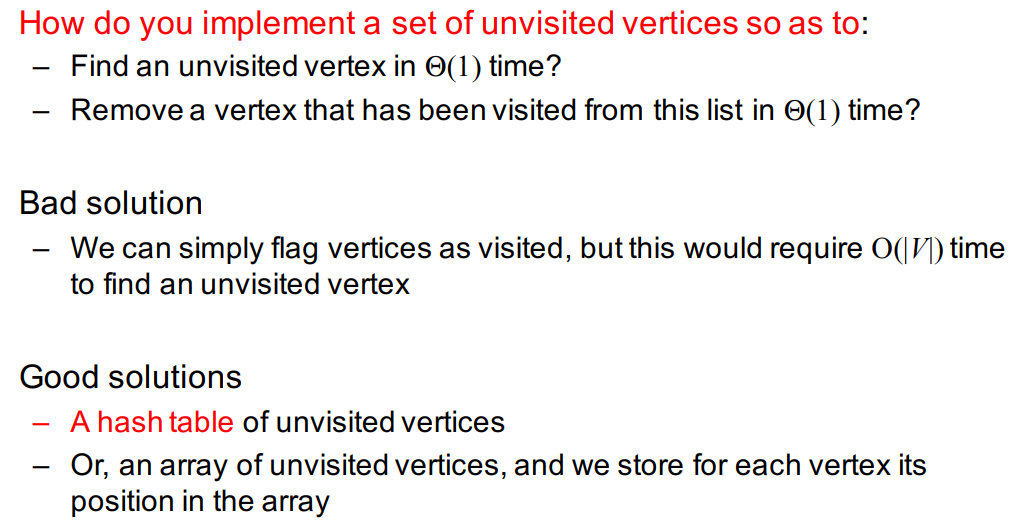 How do you implement a set of unvisited vertices so as to:
– Find an unvisited vertex in Θ(1) time?
– Remove a vertex that has been visited from this list in Θ(1) time?
Bad solution
– We can simply flag vertices as visited, but this would require O(|V|) time
to find an unvisited vertex
Good solutions
– A hash table of unvisited vertices
– Or, an array of unvisited vertices, and we store for each vertex its
position in the array